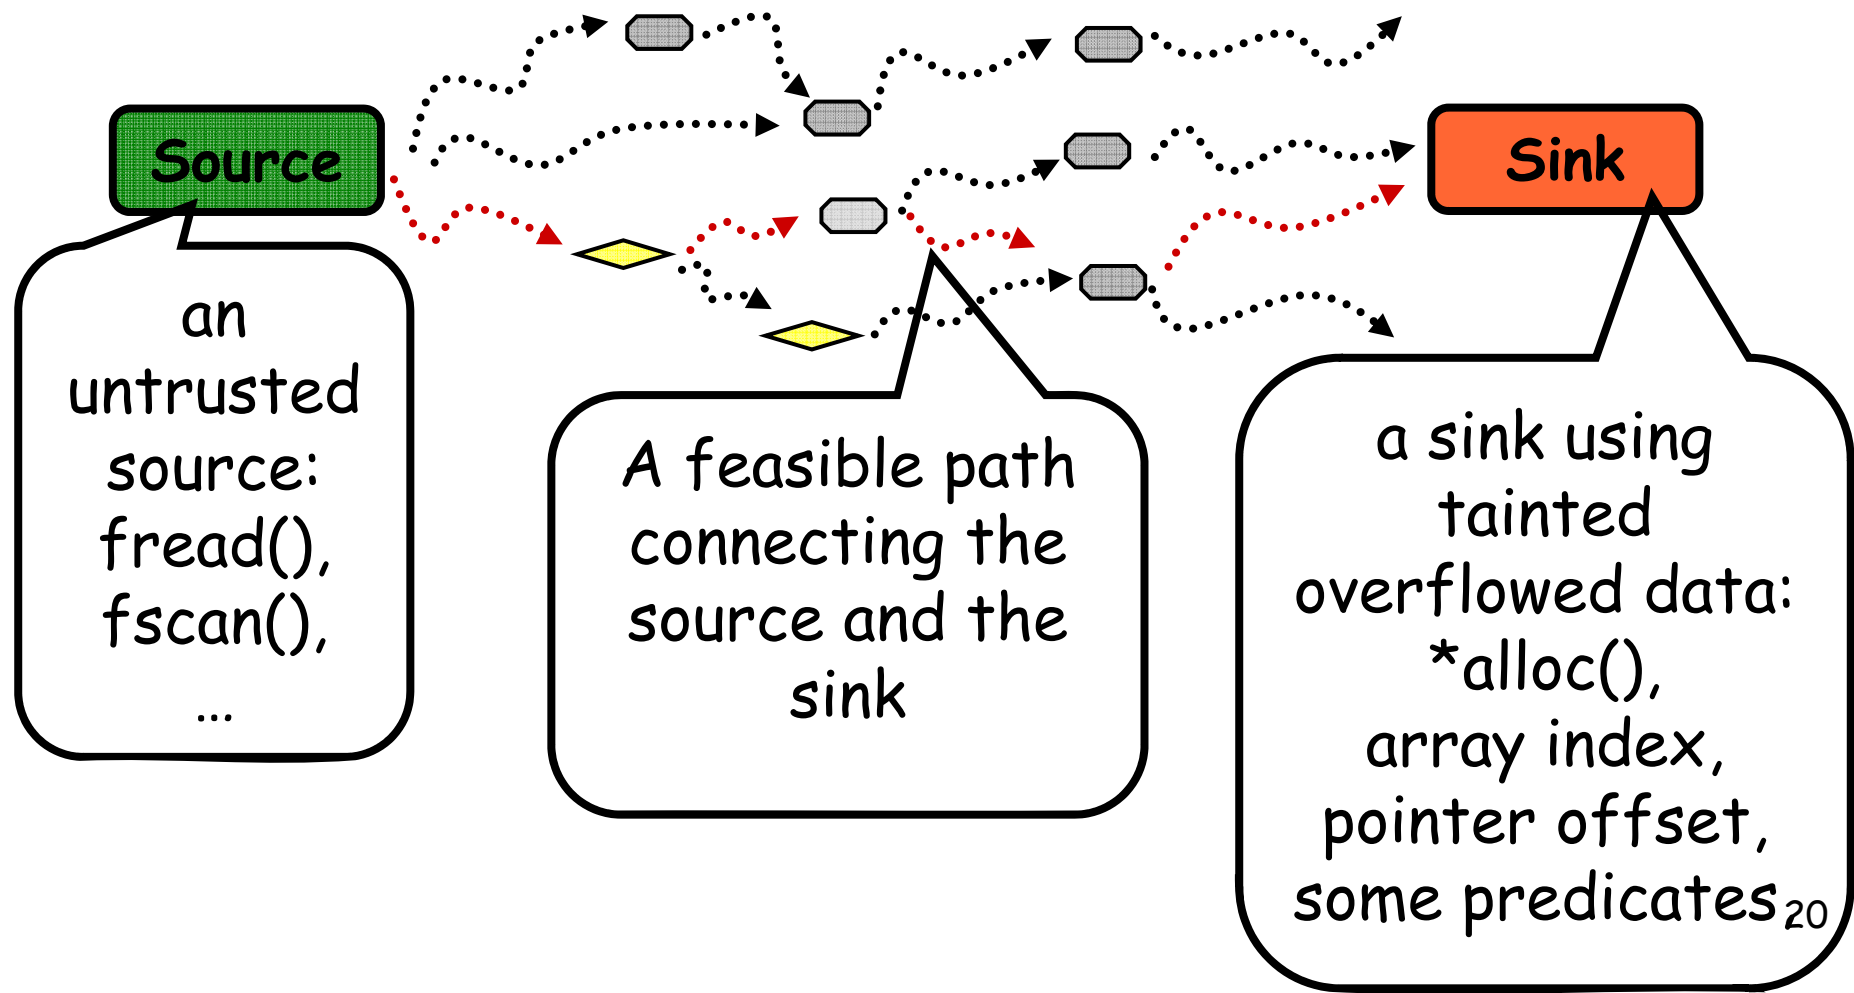 Source
Sink
an
untrusted
source:
fread(),
fscan(),
...
A feasible path
connecting the
source and the
sink
a sink using
tainted
overflowed data:
*alloc(),
array index,
pointer offset,
some predicates
20